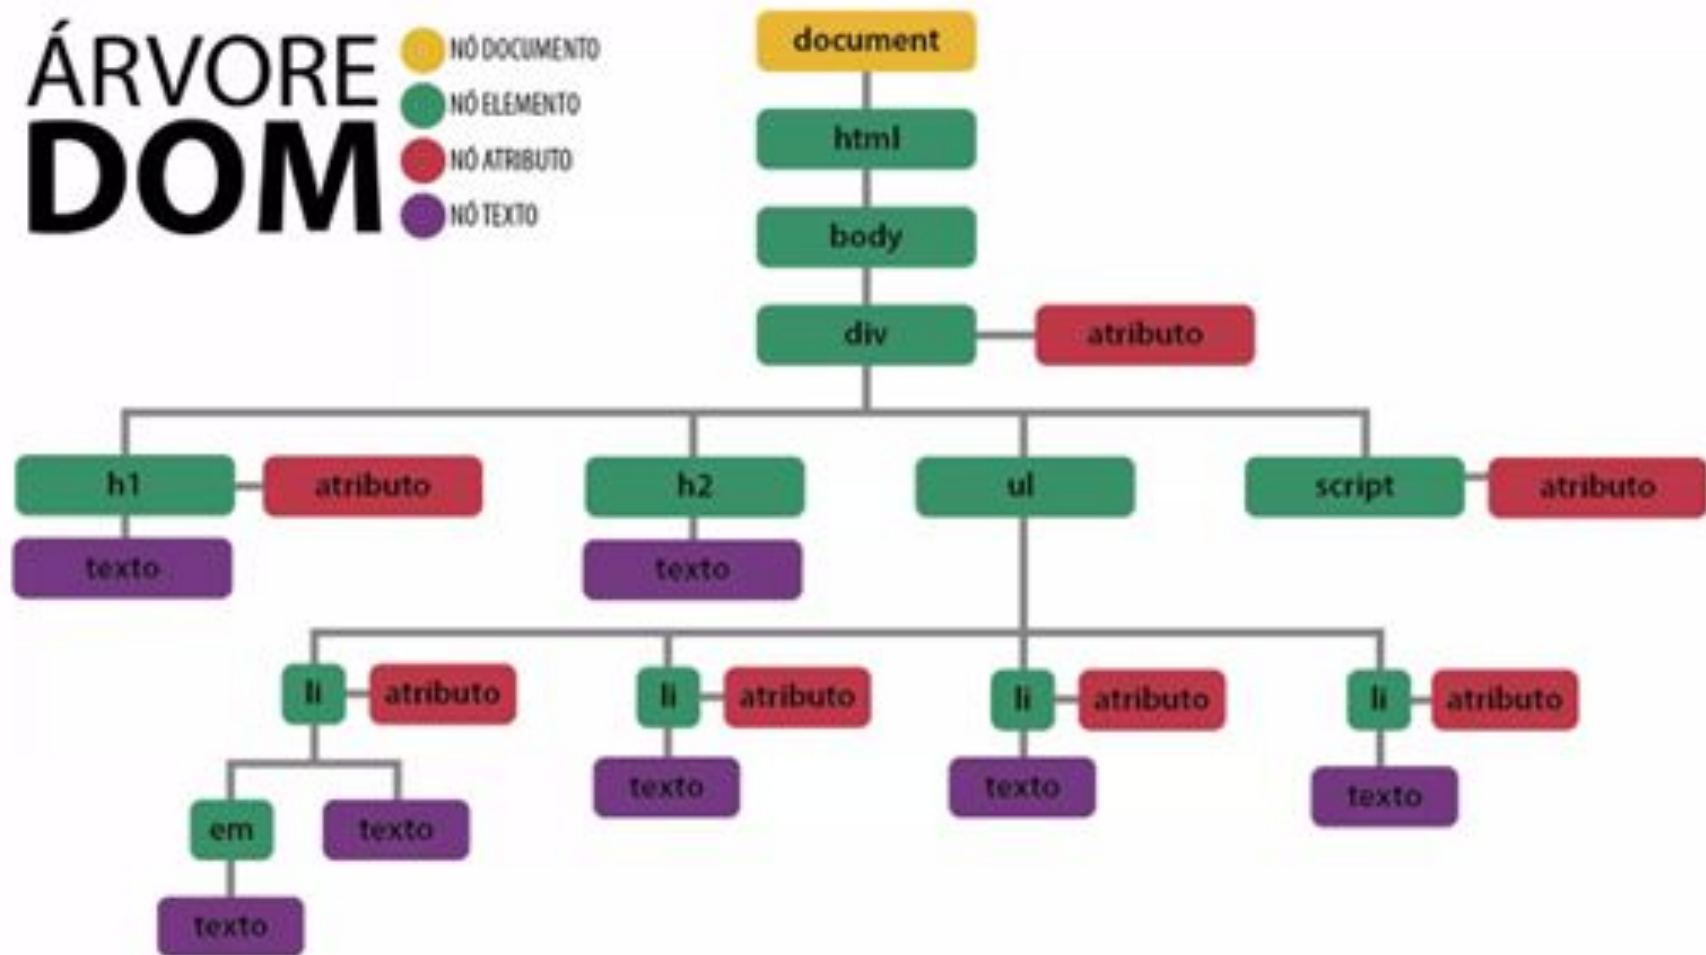 ÁRVORE
DOM
NÓ DOCUMENTO
NÓ ELEMENTO
NÓ ATRIBUTO
NÓ TEXTO
document
html
body
div
atributo
h1
atributo
h2
ul
script
atributo
texto
texto
li
atributo
li
atributo
li
atributo
li
atributo
texto
texto
texto
em
texto
texto